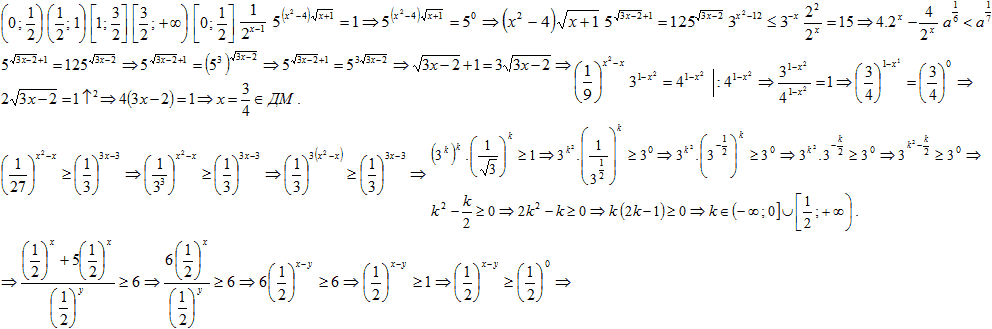 (0;1/2) (1/2;1) [1;3/2] [3/2;+∞) [0;1/2] 1/2^(x−1) 5^((x²−4)√(x+1)) = 1 ⇒ 5^((x²−4)√(x+1)) = 5⁰ ⇒ (x²−4)√(x+1) 5^(√(3x−2)+1) = 125^(√(3x−2)) 3^(x²−12) ≤ 3^(−x) 2²/2^x = 15 ⇒ 4.2^x − 4/2^x a^(1/6) < a^(1/7)
5^(√(3x−2)+1) = 125^(√(3x−2)) ⇒ 5^(√(3x−2)+1) = (5³)^(√(3x−2)) ⇒ 5^(√(3x−2)+1) = 5^(3√(3x−2)) ⇒ √(3x−2)+1 = 3√(3x−2) ⇒
2√(3x−2) = 1 ↑² ⇒ 4(3x−2) = 1 ⇒ x = 3/4 ∈ ДМ .
(1/9)^(x²−x) 3^(1−x²) = 4^(1−x²) |: 4^(1−x²) ⇒ 3^(1−x²)/4^(1−x²) = 1 ⇒ (3/4)^(1−x²) = (3/4)⁰ ⇒
(1/27)^(x²−x) ≥ (1/3)^(3x−3) ⇒ (1/3³)^(x²−x) ≥ (1/3)^(3x−3) ⇒ (1/3)^(3(x²−x)) ≥ (1/3)^(3x−3) ⇒
(3^k)^k . (1/√3)^k ≥ 1 ⇒ 3^(k²) . (1/3^(1/2))^k ≥ 3⁰ ⇒ 3^(k²) . (3^(−1/2))^k ≥ 3⁰ ⇒ 3^(k²) . 3^(−k/2) ≥ 3⁰ ⇒ 3^(k²−k/2) ≥ 3⁰ ⇒
k² − k/2 ≥ 0 ⇒ 2k² − k ≥ 0 ⇒ k(2k−1) ≥ 0 ⇒ k ∈ (−∞;0] ∪ [1/2;+∞) .
⇒ ((1/2)^x + 5(1/2)^x)/(1/2)^y ≥ 6 ⇒ 6(1/2)^x/(1/2)^y ≥ 6 ⇒ 6(1/2)^(x−y) ≥ 6 ⇒ (1/2)^(x−y) ≥ 1 ⇒ (1/2)^(x−y) ≥ (1/2)⁰ ⇒